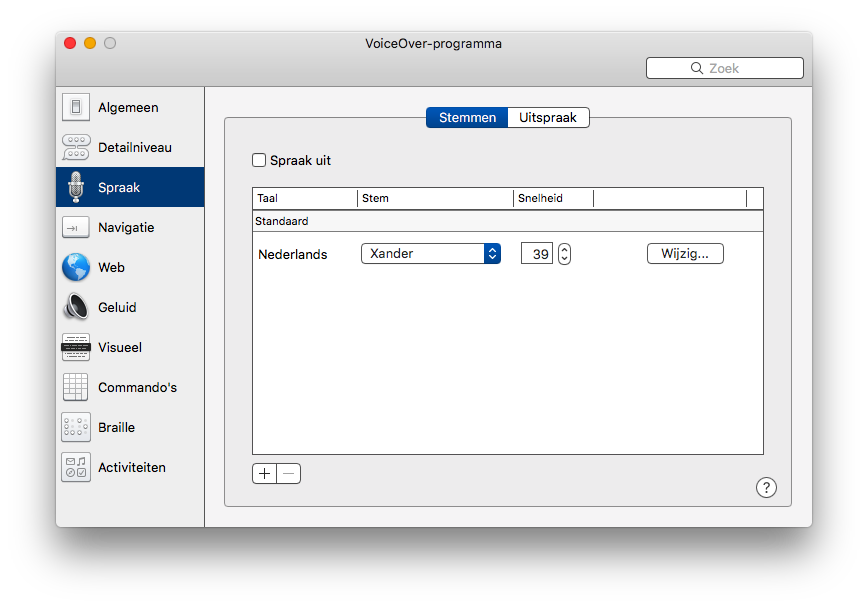 VoiceOver-programma
Zoek
Algemeen
Detailniveau
Spraak
Navigatie
Web
Geluid
Visueel
Commando's
Braille
Activiteiten
Stemmen Uitspraak
Spraak uit
Taal Stem Snelheid
Standaard
Nederlands Xander 39 Wijzig...
+ −
?